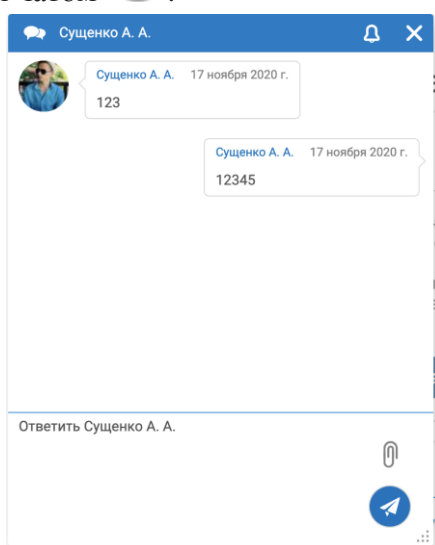 Сущенко А. А.
Сущенко А. А. 17 ноября 2020 г.
123
Сущенко А. А. 17 ноября 2020 г.
12345
Ответить Сущенко А. А.